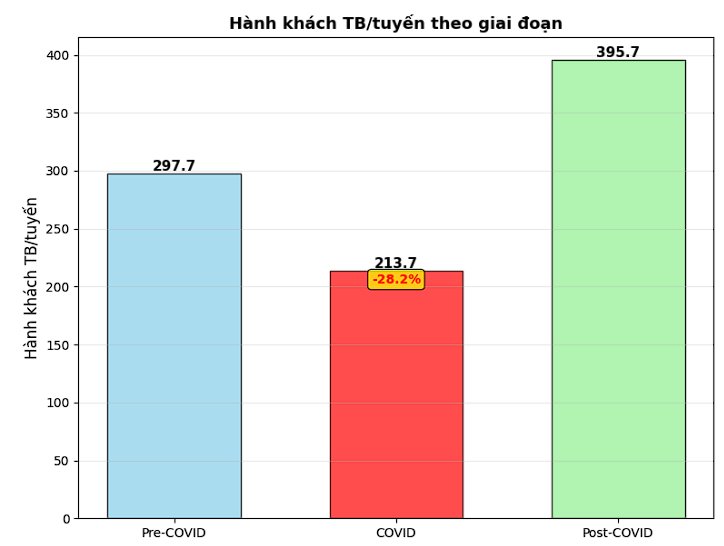 Hành khách TB/tuyến theo giai đoạn
Hành khách TB/tuyến
400
350
300
250
200
150
100
50
0
297.7
213.7
-28.2%
395.7
Pre-COVID
COVID
Post-COVID